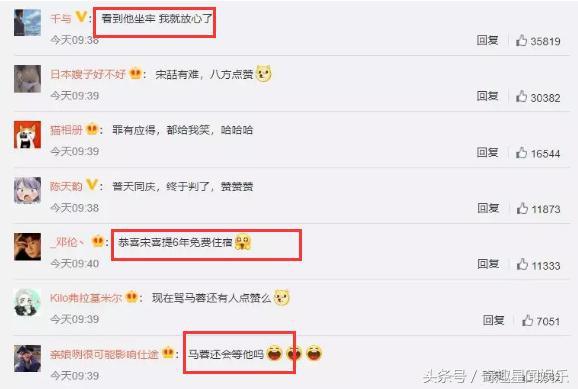 千与：看到他坐牢 我就放心了
今天09:38 回复 35819
日本嫂子好不好：宋喆有难，八方点赞
今天09:39 回复 30382
猫相册：罪有应得，都给我笑，哈哈哈
今天09:39 回复 16544
陈天韵：普天同庆，终于判了，赞赞赞
今天09:38 回复 11873
_邓伦丶：恭喜宋喜提6年免费住宿
今天09:40 回复 11333
Kilo弗拉基米尔：现在骂马蓉还有人点赞么
今天09:39 回复 7051
亲娘咧很可能影响仕途：马蓉还会等他吗
今天09:39
头条号/
星闻娱乐